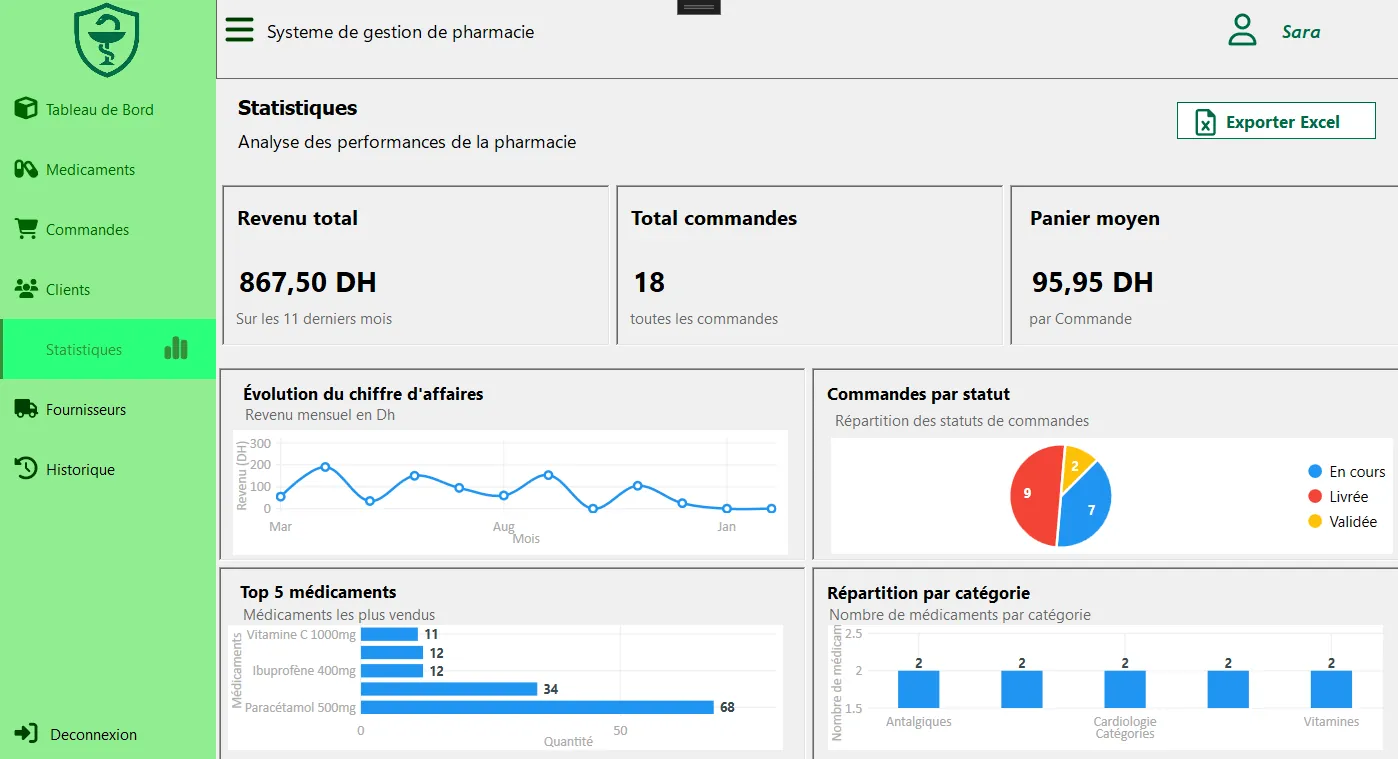 Systeme de gestion de pharmacie
Sara
Tableau de Bord
Medicaments
Commandes
Clients
Statistiques
Fournisseurs
Historique
Deconnexion
Statistiques
Analyse des performances de la pharmacie
Exporter Excel
Revenu total
867,50 DH
Sur les 11 derniers mois
Total commandes
18
toutes les commandes
Panier moyen
95,95 DH
par Commande
Évolution du chiffre d'affaires
Revenu mensuel en Dh
Revenu (DH)
300
200
100
0
Mar Aug Jan
Mois
Commandes par statut
Répartition des statuts de commandes
2
9
7
En cours
Livrée
Validée
Top 5 médicaments
Médicaments les plus vendus
Médicaments
Vitamine C 1000mg 11
12
Ibuprofène 400mg 12
34
Paracétamol 500mg 68
0 50
Quantité
Répartition par catégorie
Nombre de médicaments par catégorie
Nombre de médicam
2.5
2
1.5
2 2 2 2 2
Antalgiques Cardiologie Vitamines
Catégories